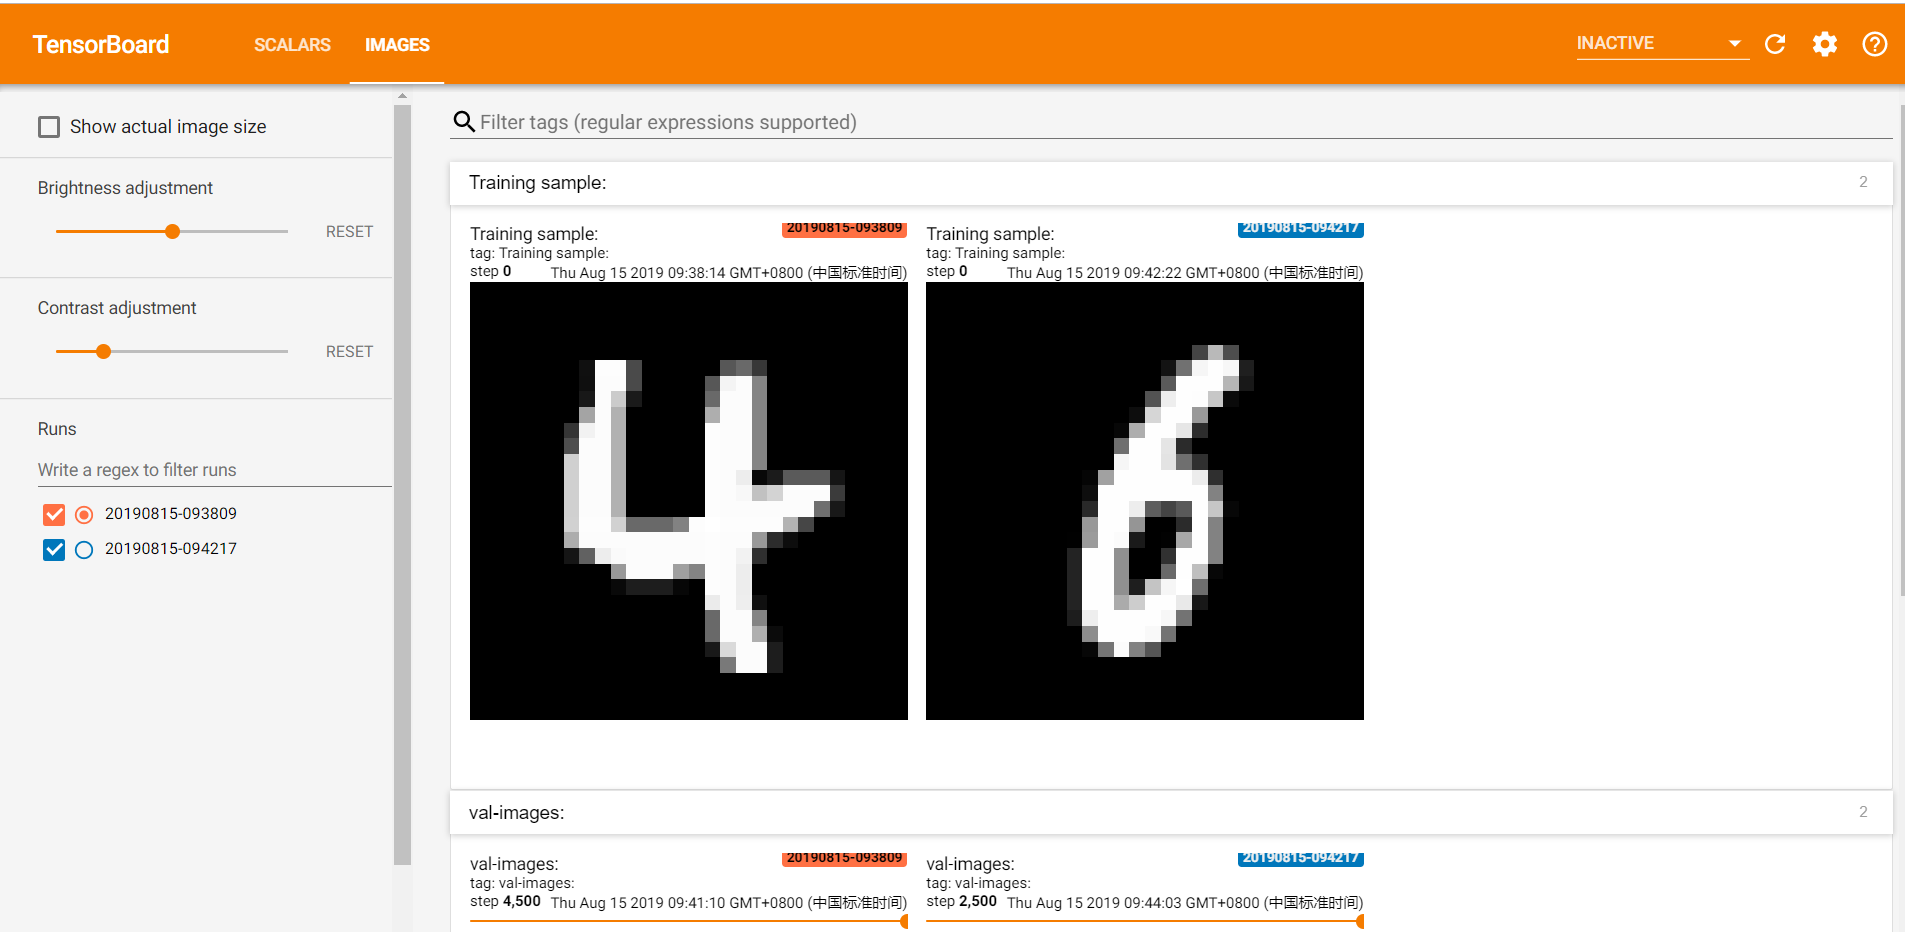 TensorBoard SCALARS IMAGES INACTIVE
Show actual image size
Filter tags (regular expressions supported)
Brightness adjustment
RESET
Contrast adjustment
RESET
Runs
Write a regex to filter runs
20190815-093809
20190815-094217
Training sample: 2
Training sample: 20190815-093809
tag: Training sample:
step 0 Thu Aug 15 2019 09:38:14 GMT+0800 (中国标准时间)
4
Training sample: 20190815-094217
tag: Training sample:
step 0 Thu Aug 15 2019 09:42:22 GMT+0800 (中国标准时间)
6
val-images: 2
val-images: 20190815-093809
tag: val-images:
step 4,500 Thu Aug 15 2019 09:41:10 GMT+0800 (中国标准时间)
val-images: 20190815-094217
tag: val-images:
step 2,500 Thu Aug 15 2019 09:44:03 GMT+0800 (中国标准时间)